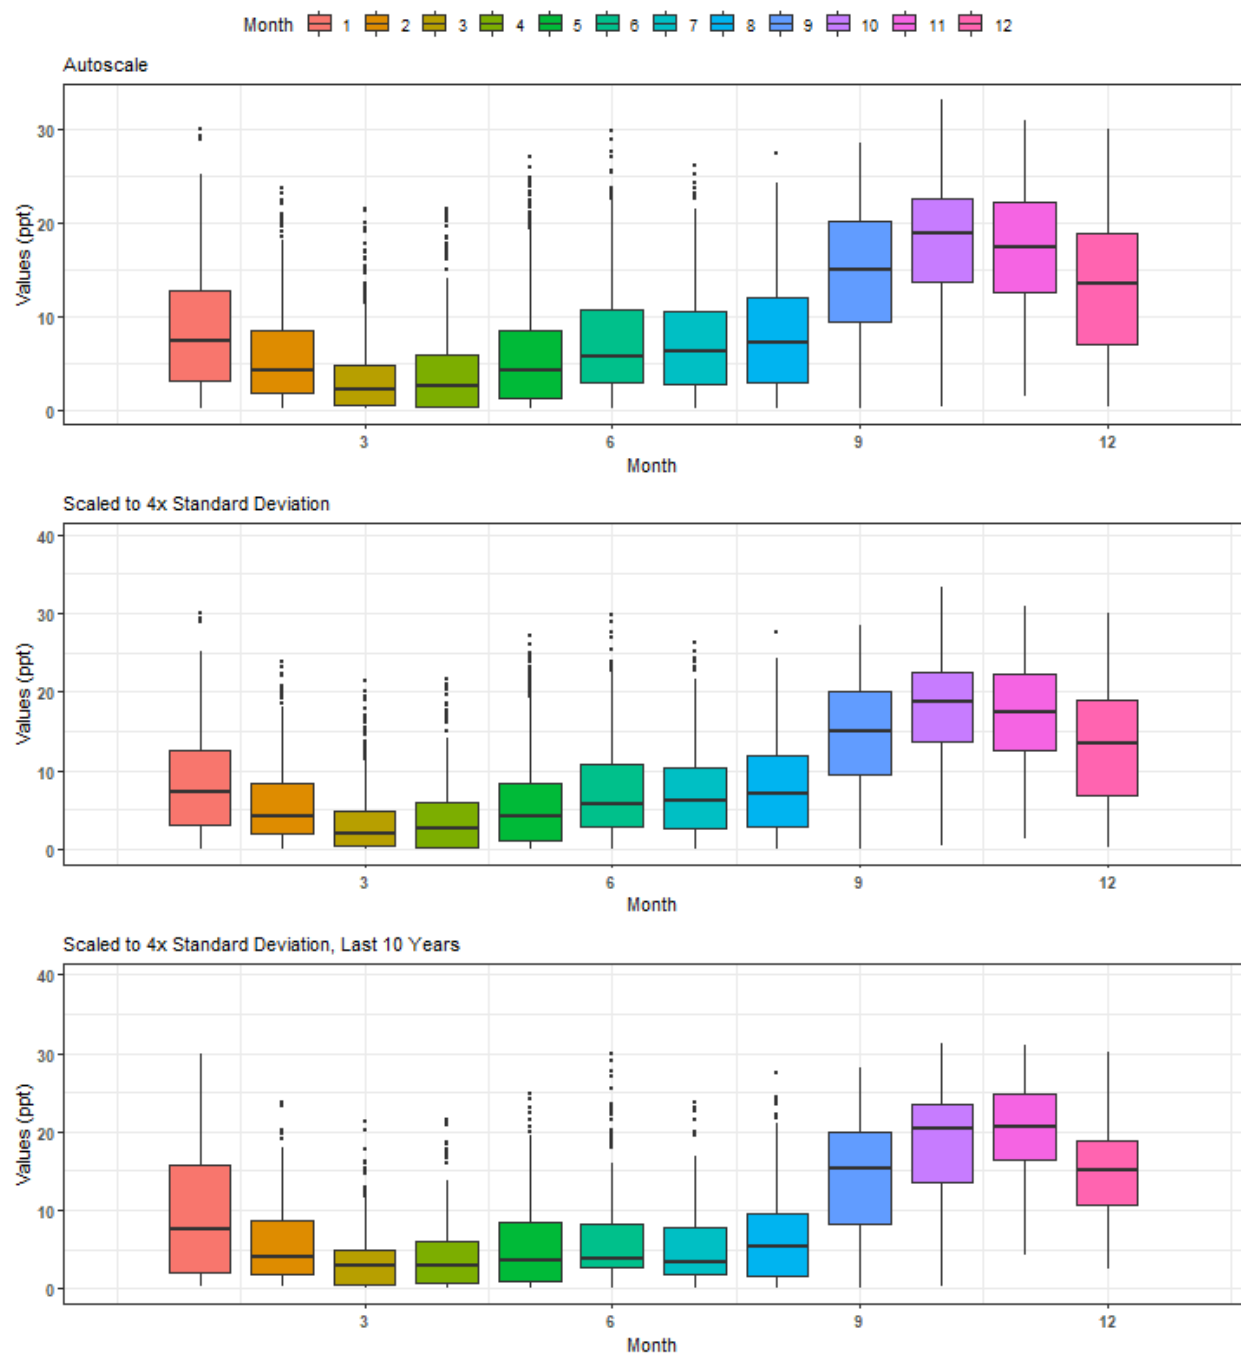 Month 1 2 3 4 5 6 7 8 9 10 11 12
Autoscale
Values (ppt)
30
20
10
0
3 6 9 12
Month
Scaled to 4x Standard Deviation
Values (ppt)
40
30
20
10
0
3 6 9 12
Month
Scaled to 4x Standard Deviation, Last 10 Years
Values (ppt)
40
30
20
10
0
3 6 9 12
Month